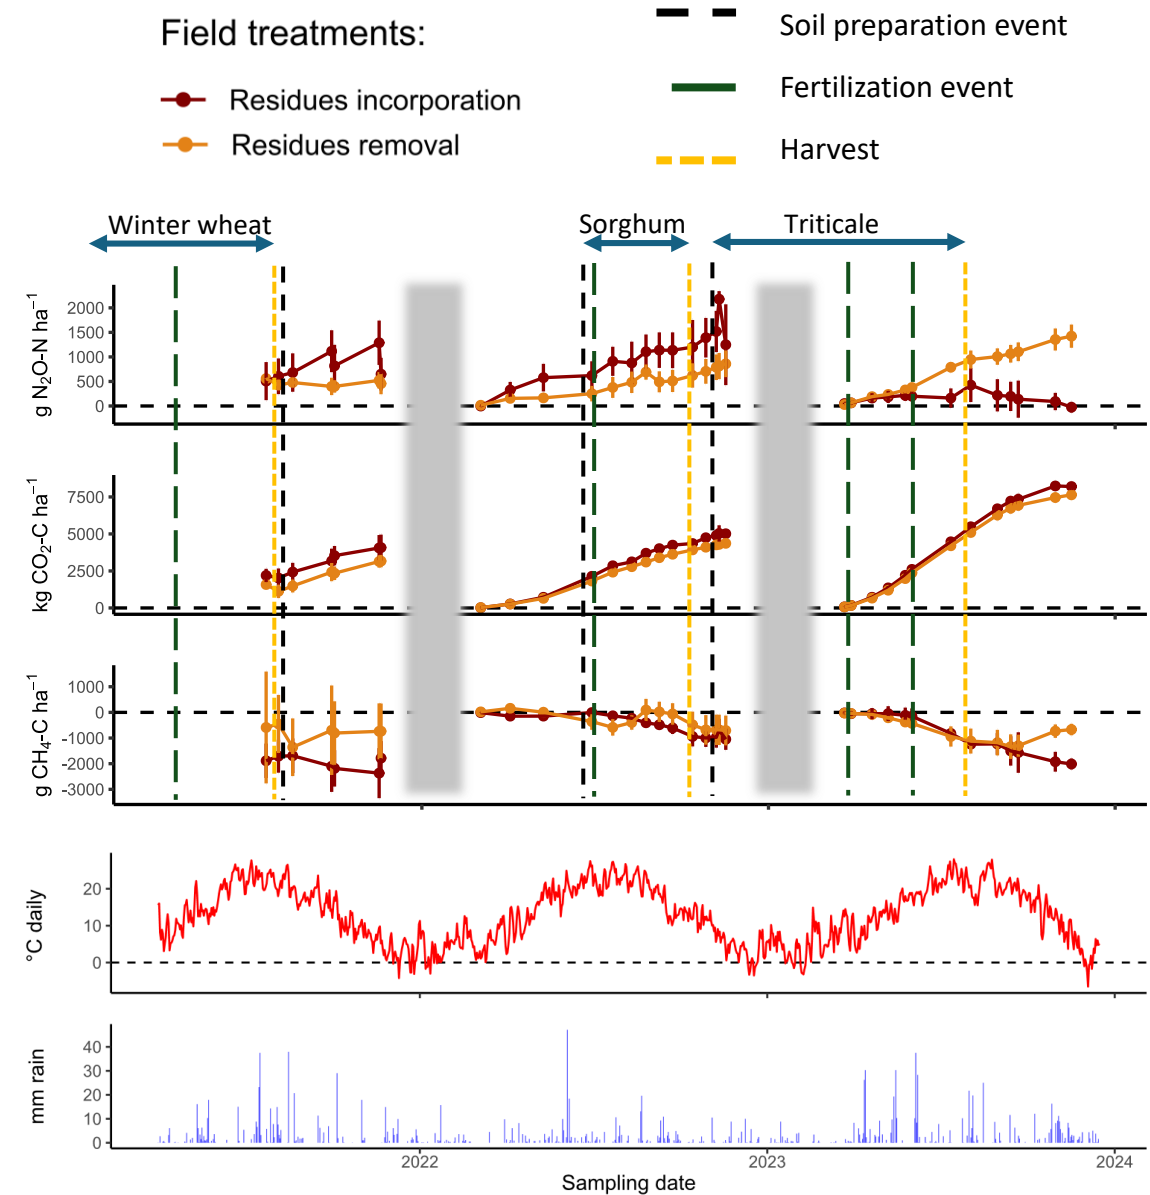 Field treatments:
Residues incorporation
Residues removal
Soil preparation event
Fertilization event
Harvest
Winter wheat
Sorghum
Triticale
g N₂O-N ha⁻¹
2000
1500
1000
500
0
kg CO₂-C ha⁻¹
7500
5000
2500
0
g CH₄-C ha⁻¹
1000
0
-1000
-2000
-3000
°C daily
20
10
0
mm rain
40
30
20
10
0
2022
2023
2024
Sampling date